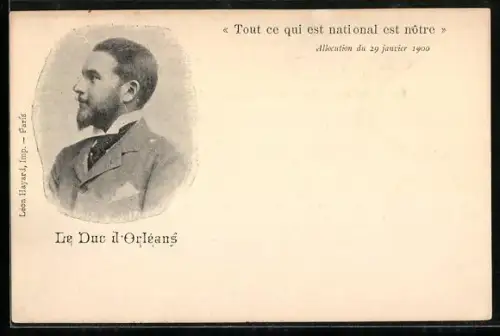 « Tout ce qui est national est nôtre »
Allocution du 29 janvier 1900
Léon Hayard, Imp. — Paris
Le Duc d'Orléans